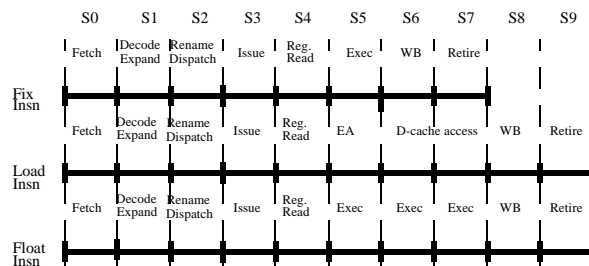 S0 S1 S2 S3 S4 S5 S6 S7 S8 S9
Fetch Decode Expand Rename Dispatch Issue Reg. Read Exec WB Retire
Fix Insn
Fetch Decode Expand Rename Dispatch Issue Reg. Read EA D-cache access WB Retire
Load Insn
Fetch Decode Expand Rename Dispatch Issue Reg. Read Exec Exec Exec WB Retire
Float Insn